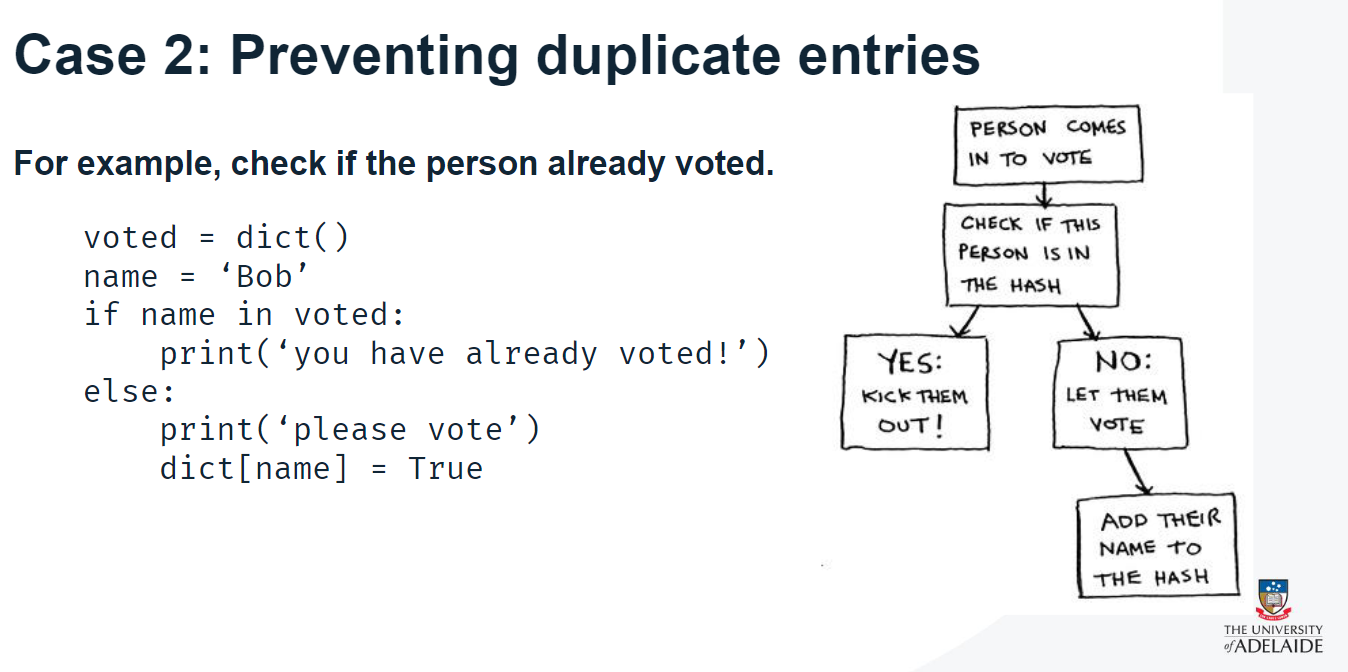 Case 2: Preventing duplicate entries
For example, check if the person already voted.
voted = dict()
name = ‘Bob’
if name in voted:
    print(‘you have already voted!’)
else:
    print(‘please vote’)
    dict[name] = True
PERSON COMES
IN TO VOTE
CHECK IF THIS
PERSON IS IN
THE HASH
YES:
KICK THEM
OUT!
NO:
LET THEM
VOTE
ADD THEIR
NAME TO
THE HASH
THE UNIVERSITY
of ADELAIDE